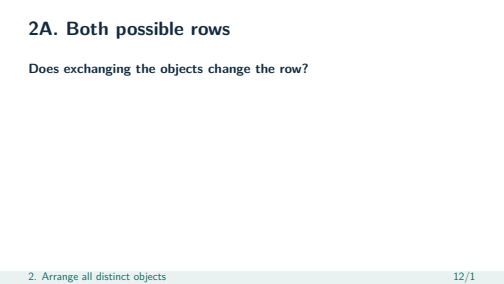 2A. Both possible rows
Does exchanging the objects change the row?
2. Arrange all distinct objects
12/1